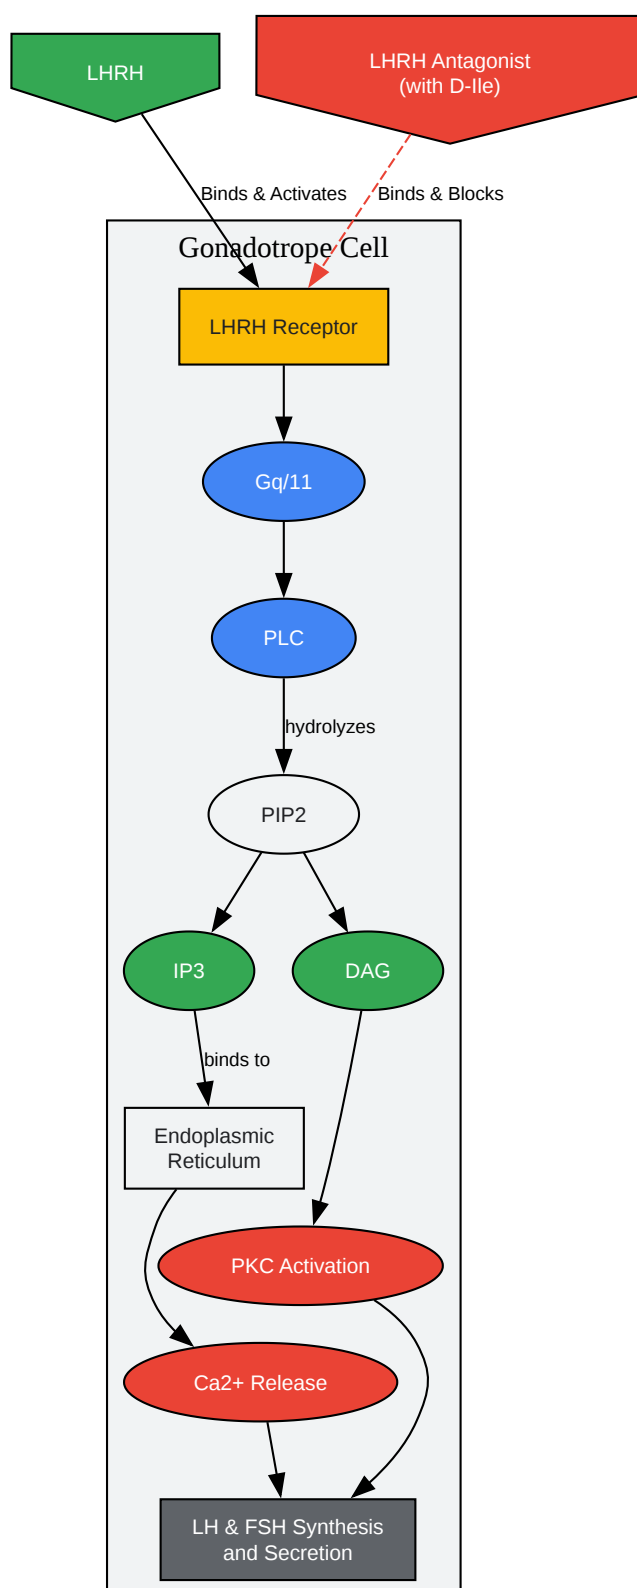 LHRH
LHRH Antagonist
(with D-Ile)
Binds & Activates
Binds & Blocks
Gonadotrope Cell
LHRH Receptor
Gq/11
PLC
hydrolyzes
PIP2
IP3
DAG
binds to
Endoplasmic
Reticulum
PKC Activation
Ca2+ Release
LH & FSH Synthesis
and Secretion